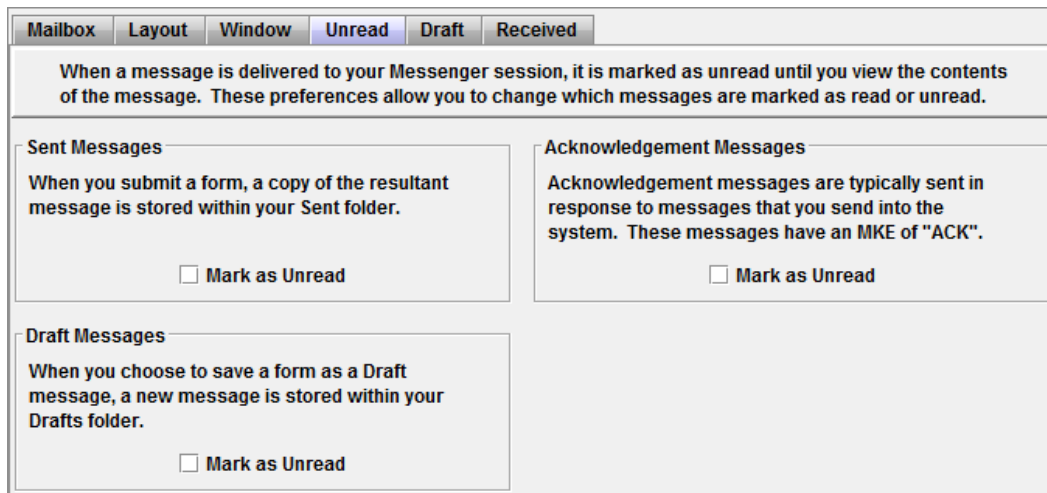 Mailbox Layout Window Unread Draft Received
When a message is delivered to your Messenger session, it is marked as unread until you view the contents
of the message.  These preferences allow you to change which messages are marked as read or unread.
Sent Messages
When you submit a form, a copy of the resultant
message is stored within your Sent folder.
Mark as Unread
Acknowledgement Messages
Acknowledgement messages are typically sent in
response to messages that you send into the
system.  These messages have an MKE of "ACK".
Mark as Unread
Draft Messages
When you choose to save a form as a Draft
message, a new message is stored within your
Drafts folder.
Mark as Unread